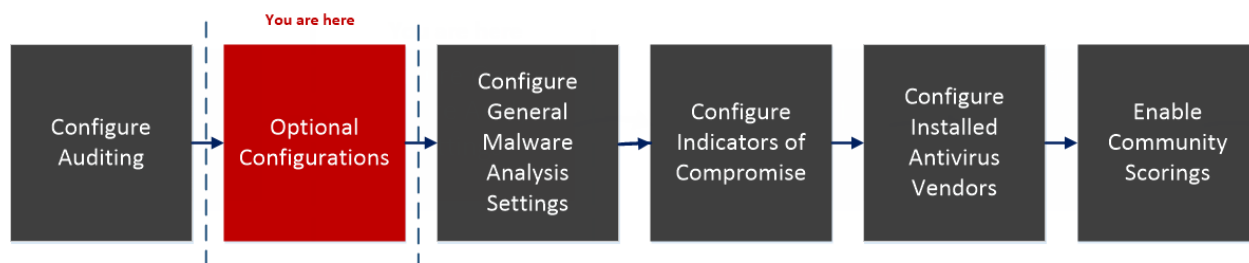 You are here
Configure
Auditing
Optional
Configurations
Configure
General
Malware
Analysis
Settings
Configure
Indicators of
Compromise
Configure
Installed
Antivirus
Vendors
Enable
Community
Scorings